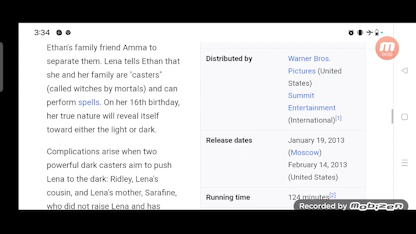 3:34
Ethan's family friend Amma to
separate them. Lena tells Ethan that
she and her family are "casters"
(called witches by mortals) and can
perform spells. On her 16th birthday,
her true nature will reveal itself
toward either the light or dark.
Complications arise when two
powerful dark casters aim to push
Lena to the dark: Ridley, Lena's
cousin, and Lena's mother, Sarafine,
who did not raise Lena and has
Distributed by
Warner Bros.
Pictures (United
States)
Summit
Entertainment
(International)[1]
Release dates
January 19, 2013
(Moscow)
February 14, 2013
(United States)
Running time
124 minutes[2]
Recorded by Mobizen